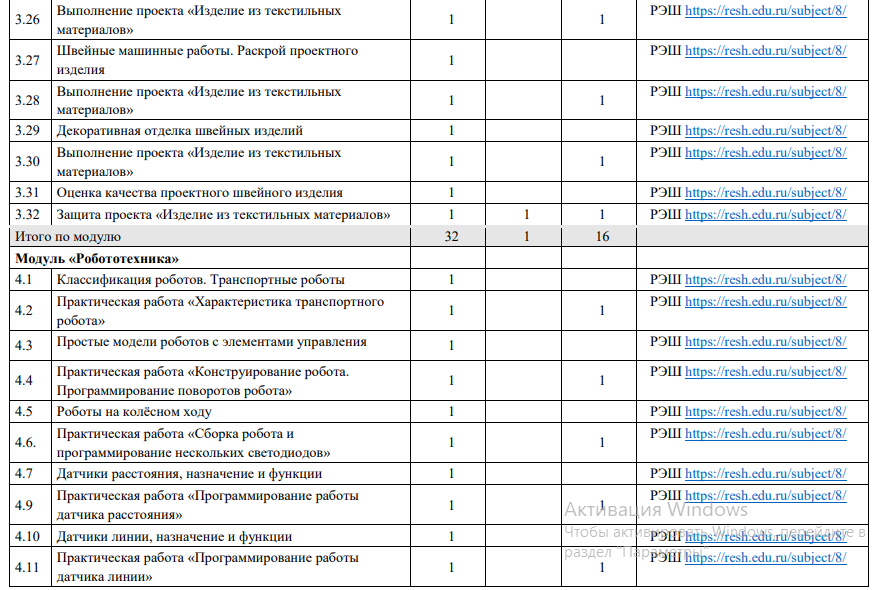 3.26 Выполнение проекта «Изделие из текстильных материалов» 1 1 РЭШ https://resh.edu.ru/subject/8/
3.27 Швейные машинные работы. Раскрой проектного изделия 1 РЭШ https://resh.edu.ru/subject/8/
3.28 Выполнение проекта «Изделие из текстильных материалов» 1 1 РЭШ https://resh.edu.ru/subject/8/
3.29 Декоративная отделка швейных изделий 1 РЭШ https://resh.edu.ru/subject/8/
3.30 Выполнение проекта «Изделие из текстильных материалов» 1 1 РЭШ https://resh.edu.ru/subject/8/
3.31 Оценка качества проектного швейного изделия 1 РЭШ https://resh.edu.ru/subject/8/
3.32 Защита проекта «Изделие из текстильных материалов» 1 1 1 РЭШ https://resh.edu.ru/subject/8/
Итого по модулю 32 1 16
Модуль «Робототехника»
4.1 Классификация роботов. Транспортные роботы 1 РЭШ https://resh.edu.ru/subject/8/
4.2 Практическая работа «Характеристика транспортного робота» 1 1 РЭШ https://resh.edu.ru/subject/8/
4.3 Простые модели роботов с элементами управления 1 РЭШ https://resh.edu.ru/subject/8/
4.4 Практическая работа «Конструирование робота. Программирование поворотов робота» 1 1 РЭШ https://resh.edu.ru/subject/8/
4.5 Роботы на колёсном ходу 1 РЭШ https://resh.edu.ru/subject/8/
4.6. Практическая работа «Сборка робота и программирование нескольких светодиодов» 1 1 РЭШ https://resh.edu.ru/subject/8/
4.7 Датчики расстояния, назначение и функции 1 РЭШ https://resh.edu.ru/subject/8/
4.9 Практическая работа «Программирование работы датчика расстояния» 1 1 РЭШ https://resh.edu.ru/subject/8/
4.10 Датчики линии, назначение и функции 1 РЭШ https://resh.edu.ru/subject/8/
4.11 Практическая работа «Программирование работы датчика линии» 1 1 РЭШ https://resh.edu.ru/subject/8/
Активация Windows
Чтобы активировать Windows, перейдите в
раздел "Параметры".